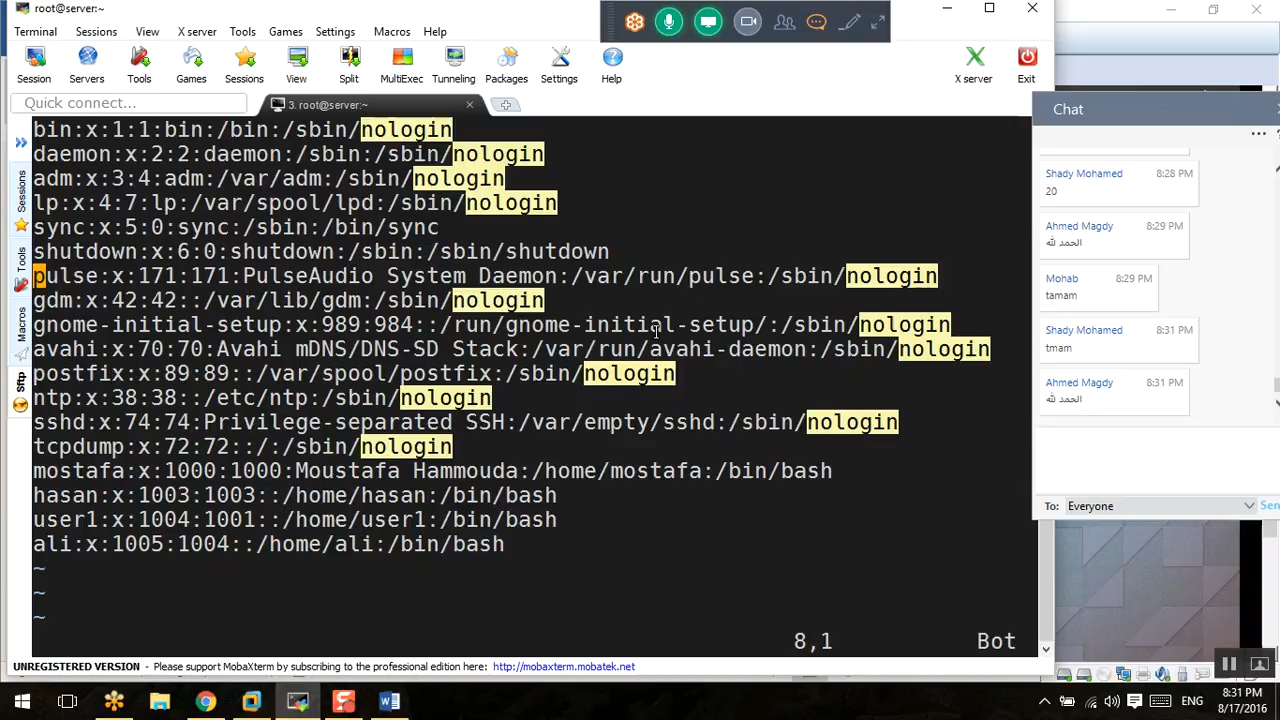 root@server:~
Terminal Sessions View X server Tools Games Settings Macros Help
Session Servers Tools Games Sessions View Split MultiExec Tunneling Packages Settings Help X server Exit
Quick connect...
3. root@server:~
Sessions
Tools
Macros
Sftp
bin:x:1:1:bin:/bin:/sbin/nologin
daemon:x:2:2:daemon:/sbin:/sbin/nologin
adm:x:3:4:adm:/var/adm:/sbin/nologin
lp:x:4:7:lp:/var/spool/lpd:/sbin/nologin
sync:x:5:0:sync:/sbin:/bin/sync
shutdown:x:6:0:shutdown:/sbin:/sbin/shutdown
pulse:x:171:171:PulseAudio System Daemon:/var/run/pulse:/sbin/nologin
gdm:x:42:42::/var/lib/gdm:/sbin/nologin
gnome-initial-setup:x:989:984::/run/gnome-initial-setup/:/sbin/nologin
avahi:x:70:70:Avahi mDNS/DNS-SD Stack:/var/run/avahi-daemon:/sbin/nologin
postfix:x:89:89::/var/spool/postfix:/sbin/nologin
ntp:x:38:38::/etc/ntp:/sbin/nologin
sshd:x:74:74:Privilege-separated SSH:/var/empty/sshd:/sbin/nologin
tcpdump:x:72:72::/:/sbin/nologin
mostafa:x:1000:1000:Moustafa Hammouda:/home/mostafa:/bin/bash
hasan:x:1003:1003::/home/hasan:/bin/bash
user1:x:1004:1001::/home/user1:/bin/bash
ali:x:1005:1004::/home/ali:/bin/bash
~
~
~
8,1 Bot
UNREGISTERED VERSION - Please support MobaXterm by subscribing to the professional edition here: http://mobaxterm.mobatek.net
Chat
Shady Mohamed 8:28 PM
20
Ahmed Magdy 8:29 PM
الحمد لله
Mohab 8:29 PM
tamam
Shady Mohamed 8:31 PM
tmam
Ahmed Magdy 8:31 PM
الحمد لله
To: Everyone
ENG
8:31 PM
8/17/2016